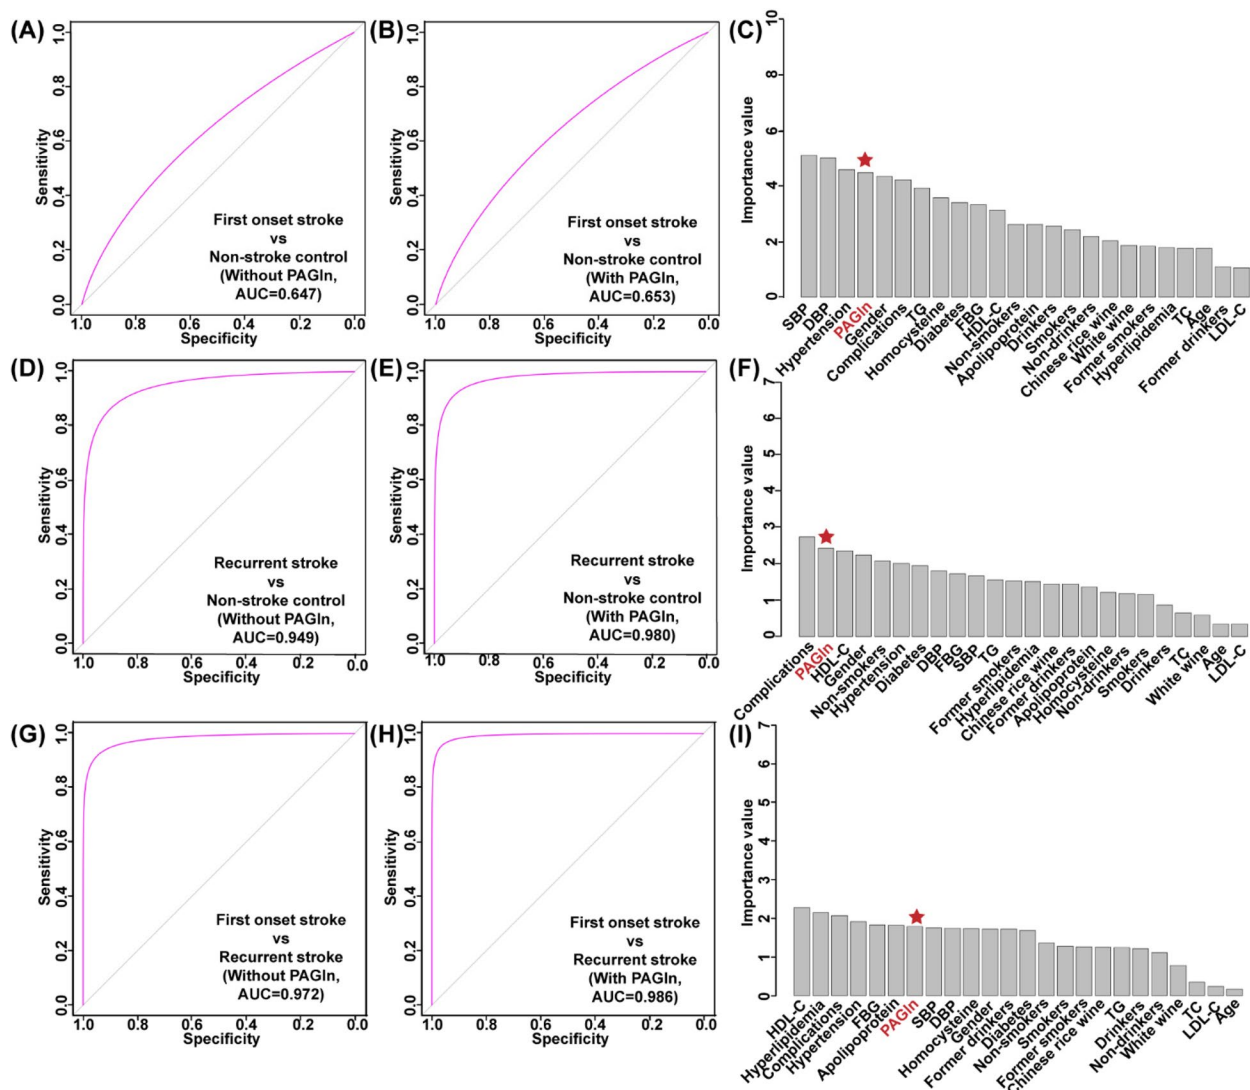 (A)
1.0
0.8
0.6
0.4
0.2
0.0
Sensitivity
First onset stroke
vs
Non-stroke control
(Without PAGln,
AUC=0.647)
1.0
0.8
0.6
0.4
0.2
0.0
Specificity
(B)
1.0
0.8
0.6
0.4
0.2
0.0
Sensitivity
First onset stroke
vs
Non-stroke control
(With PAGln,
AUC=0.653)
1.0
0.8
0.6
0.4
0.2
0.0
Specificity
(C)
10
8
6
4
2
0
Importance value
SBP
DBP
Hypertension
PAGln
Gender
Complications
TG
Homocysteine
Diabetes
FBG
HDL-C
Non-smokers
Apolipoprotein
Drinkers
Smokers
Non-drinkers
Chinese rice wine
White wine
Former smokers
Hyperlipidemia
TC
Age
Former drinkers
LDL-C
(D)
1.0
0.8
0.6
0.4
0.2
0.0
Sensitivity
Recurrent stroke
vs
Non-stroke control
(Without PAGln,
AUC=0.949)
1.0
0.8
0.6
0.4
0.2
0.0
Specificity
(E)
1.0
0.8
0.6
0.4
0.2
0.0
Sensitivity
Recurrent stroke
vs
Non-stroke control
(With PAGln,
AUC=0.980)
1.0
0.8
0.6
0.4
0.2
0.0
Specificity
(F)
7
6
5
4
3
2
1
0
Importance value
Complications
PAGln
HDL-C
Gender
Non-smokers
Hypertension
Diabetes
DBP
FBG
SBP
TG
Former smokers
Hyperlipidemia
Chinese rice wine
Former drinkers
Apolipoprotein
Homocysteine
Non-drinkers
Smokers
Drinkers
TC
White wine
Age
LDL-C
(G)
1.0
0.8
0.6
0.4
0.2
0.0
Sensitivity
First onset stroke
vs
Recurrent stroke
(Without PAGln,
AUC=0.972)
1.0
0.8
0.6
0.4
0.2
0.0
Specificity
(H)
1.0
0.8
0.6
0.4
0.2
0.0
Sensitivity
First onset stroke
vs
Recurrent stroke
(With PAGln,
AUC=0.986)
1.0
0.8
0.6
0.4
0.2
0.0
Specificity
(I)
7
6
5
4
3
2
1
0
Importance value
HDL-C
Hyperlipidemia
Complications
Hypertension
FBG
Apolipoprotein
PAGln
SBP
DBP
Homocysteine
Gender
Former drinkers
Diabetes
Non-smokers
Smokers
Former smokers
Chinese rice wine
TG
Drinkers
Non-drinkers
White wine
TC
LDL-C
Age